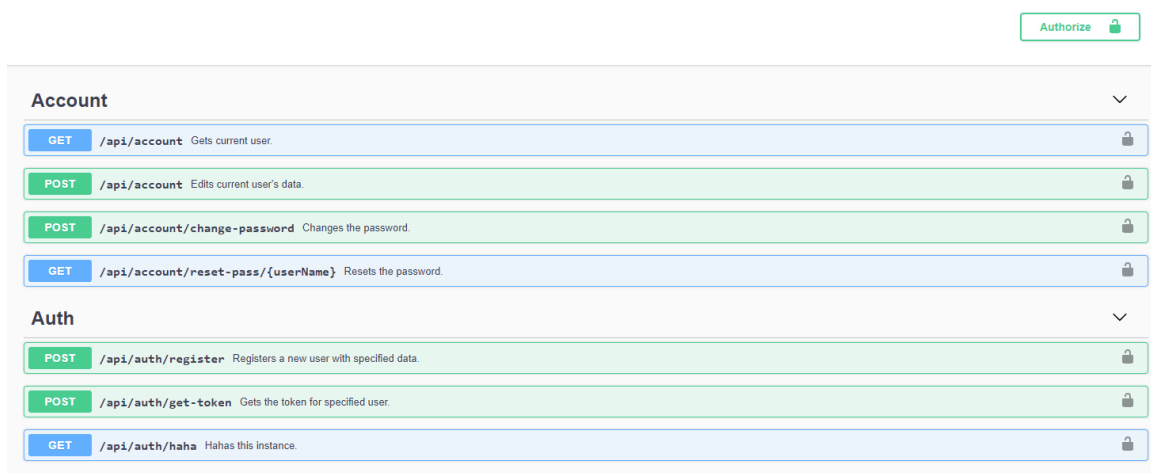 Authorize
Account
GET /api/account Gets current user.
POST /api/account Edits current user's data.
POST /api/account/change-password Changes the password.
GET /api/account/reset-pass/{userName} Resets the password.
Auth
POST /api/auth/register Registers a new user with specified data.
POST /api/auth/get-token Gets the token for specified user.
GET /api/auth/haha Hahas this instance.